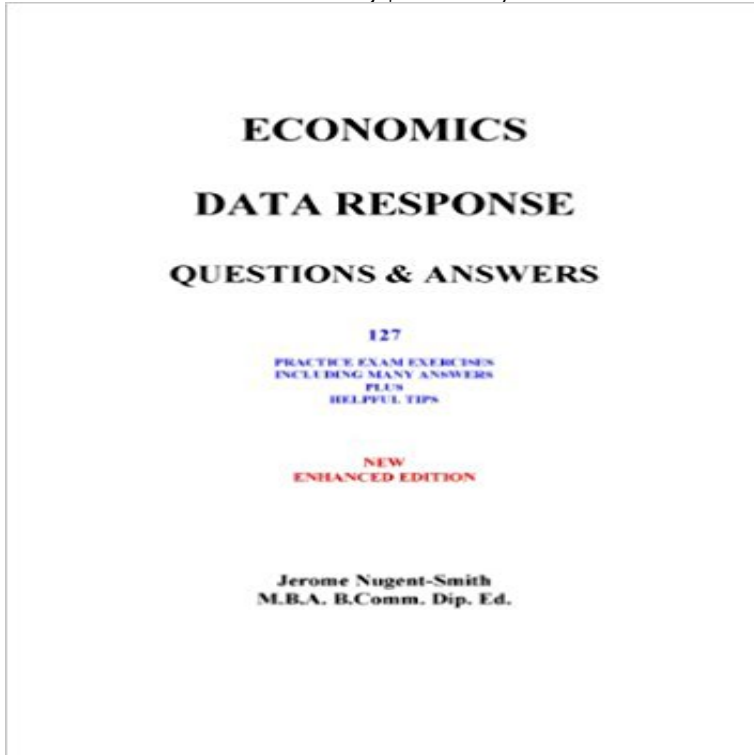 ECONOMICS
DATA RESPONSE
QUESTIONS & ANSWERS
127
PRACTICE EXAM EXERCISES
INCLUDING MANY ANSWERS
PLUS
HELPFUL TIPS
NEW
ENHANCED EDITION
Jerome Nugent-Smith
M.B.A. B.Comm. Dip. Ed.